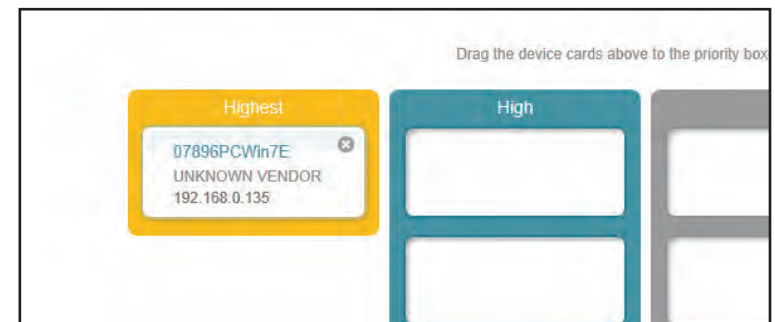 Drag the device cards above to the priority box
Highest
High
07896PCWin7E
UNKNOWN VENDOR
192.168.0.135